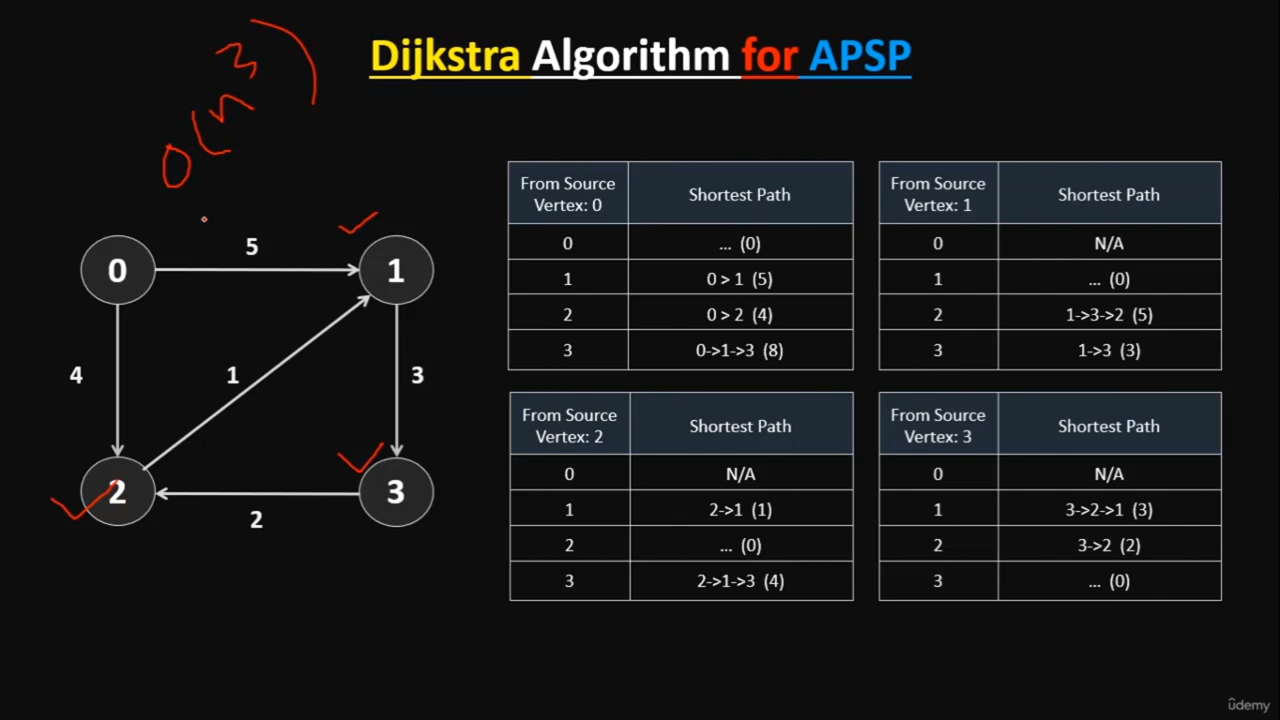 Dijkstra Algorithm for APSP
O(n3)
0
5
1
4
1
3
2
2
3
From Source Vertex: 0
Shortest Path
0
... (0)
1
0 > 1 (5)
2
0 > 2 (4)
3
0->1->3 (8)
From Source Vertex: 1
Shortest Path
0
N/A
1
... (0)
2
1->3->2 (5)
3
1->3 (3)
From Source Vertex: 2
Shortest Path
0
N/A
1
2->1 (1)
2
... (0)
3
2->1->3 (4)
From Source Vertex: 3
Shortest Path
0
N/A
1
3->2->1 (3)
2
3->2 (2)
3
... (0)
ûdemy